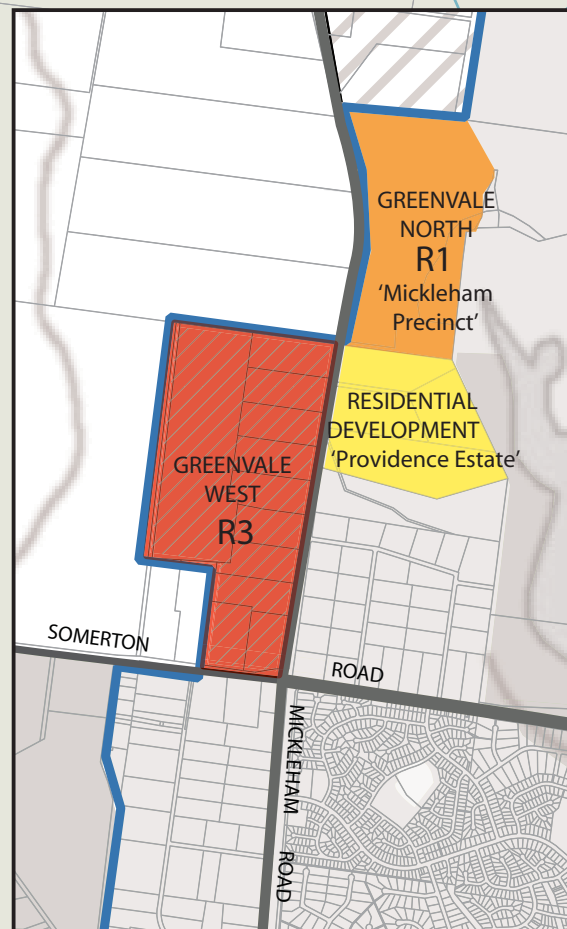 GREENVALE
NORTH
R1
'Mickleham
Precinct'
RESIDENTIAL
DEVELOPMENT
'Providence Estate'
GREENVALE
WEST
R3
SOMERTON
ROAD
MICKLEHAM
ROAD